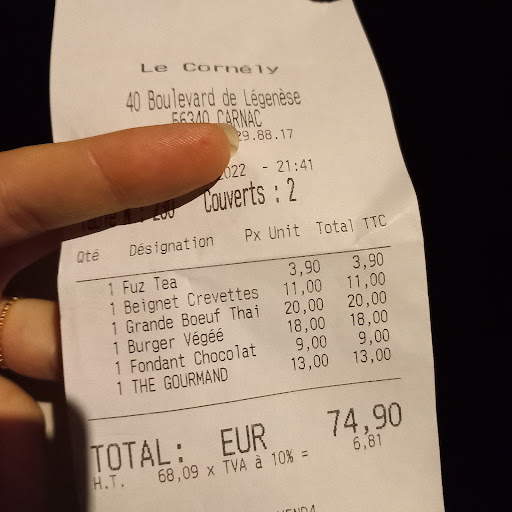 Le Cornély
40 Boulevard de Légenèse
56340 CARNAC
29.88.17
2022 - 21:41
Couverts : 2
Qté Désignation Px Unit Total TTC
1 Fuz Tea 3,90 3,90
1 Beignet Crevettes 11,00 11,00
1 Grande Boeuf Thai 20,00 20,00
1 Burger Végéé 18,00 18,00
1 Fondant Chocolat 9,00 9,00
1 THE GOURMAND 13,00 13,00
TOTAL: EUR 74,90
H.T. 68,09 x TVA à 10% = 6,81